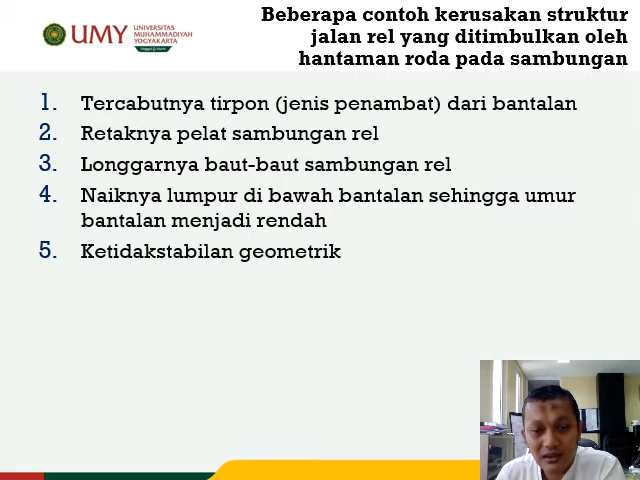 UMY
UNIVERSITAS
MUHAMMADIYAH
YOGYAKARTA
Unggul & Islami
Beberapa contoh kerusakan struktur
jalan rel yang ditimbulkan oleh
hantaman roda pada sambungan
1. Tercabutnya tirpon (jenis penambat) dari bantalan
2. Retaknya pelat sambungan rel
3. Longgarnya baut-baut sambungan rel
4. Naiknya lumpur di bawah bantalan sehingga umur
bantalan menjadi rendah
5. Ketidakstabilan geometrik